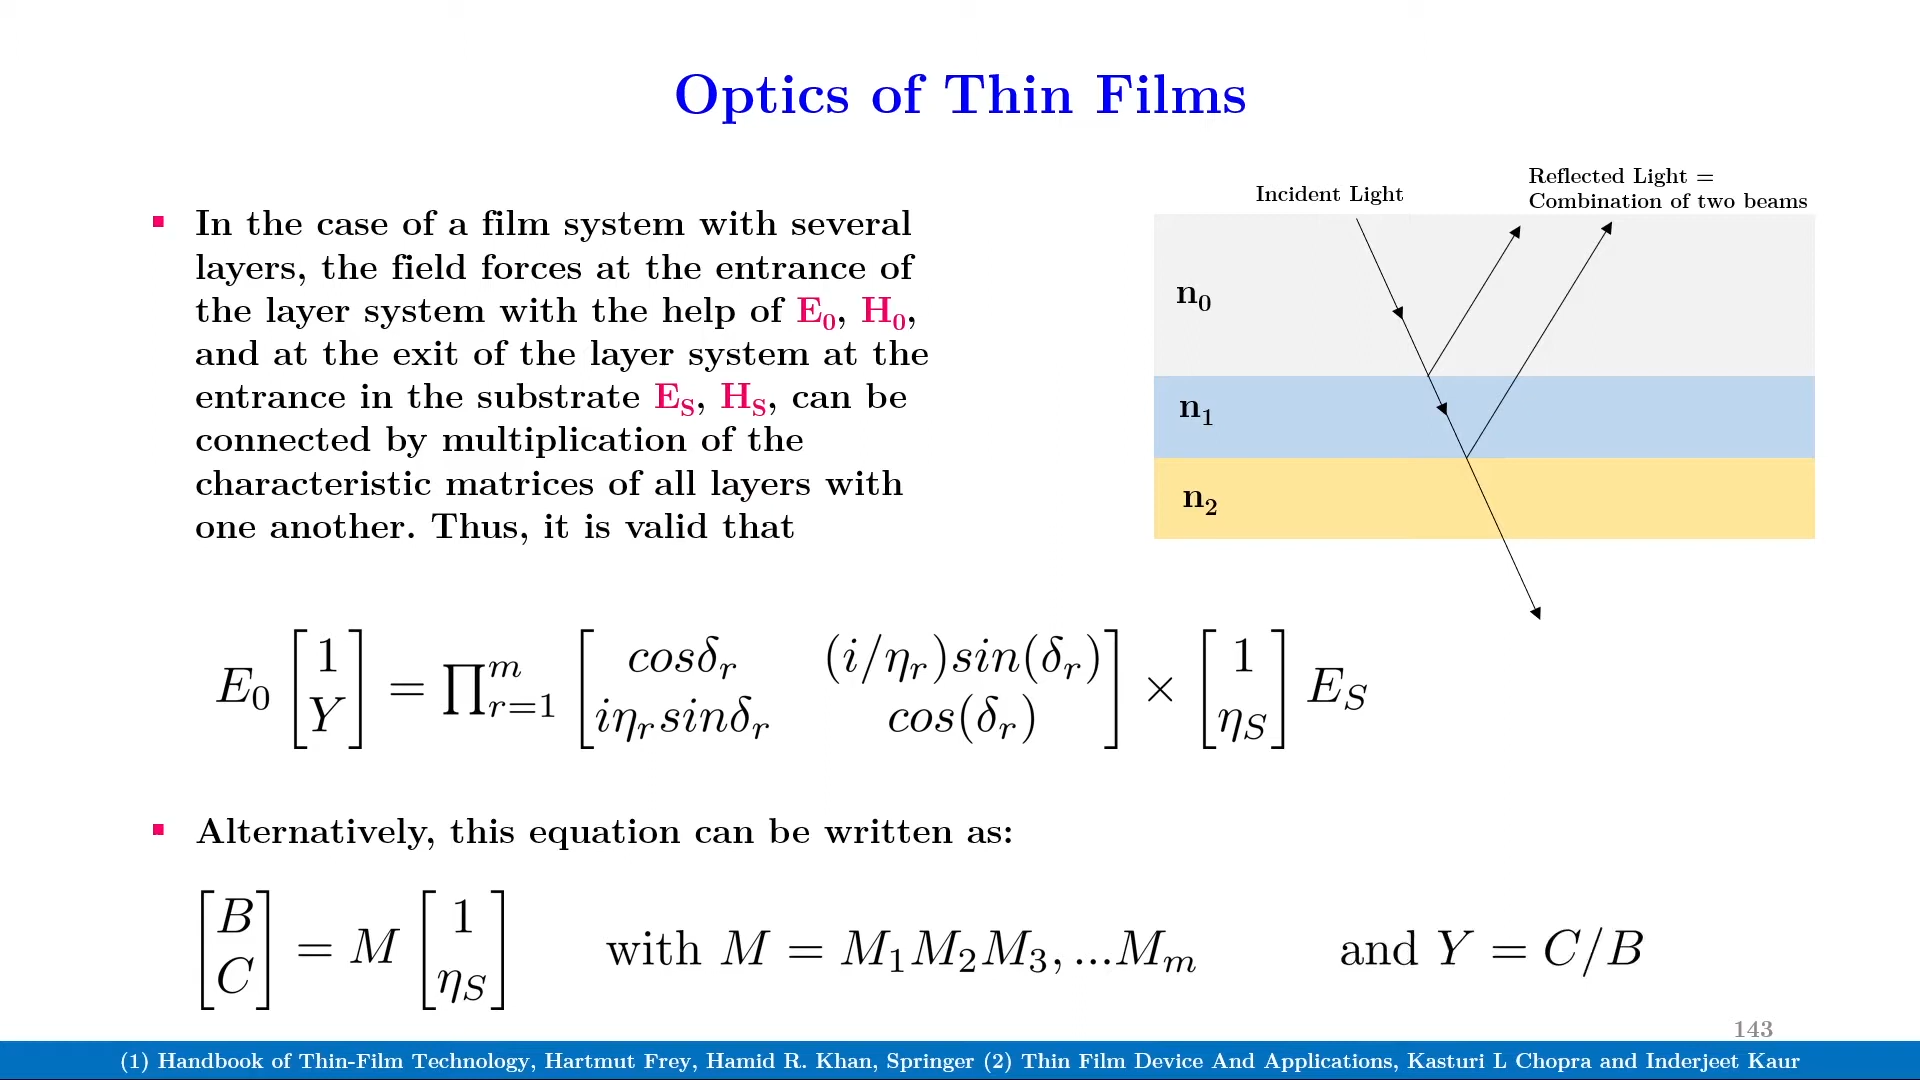 Optics of Thin Films
In the case of a film system with several
layers, the field forces at the entrance of
the layer system with the help of E₀, H₀,
and at the exit of the layer system at the
entrance in the substrate E_S, H_S, can be
connected by multiplication of the
characteristic matrices of all layers with
one another. Thus, it is valid that
Incident Light
Reflected Light =
Combination of two beams
n₀
n₁
n₂
E₀ [1; Y] = ∏_{r=1}^{m} [cosδ_r (i/η_r)sin(δ_r); iη_r sinδ_r cos(δ_r)] × [1; η_S] E_S
Alternatively, this equation can be written as:
[B; C] = M [1; η_S] with M = M₁M₂M₃, ...M_m and Y = C/B
143
(1) Handbook of Thin-Film Technology, Hartmut Frey, Hamid R. Khan, Springer (2) Thin Film Device And Applications, Kasturi L Chopra and Inderjeet Kaur